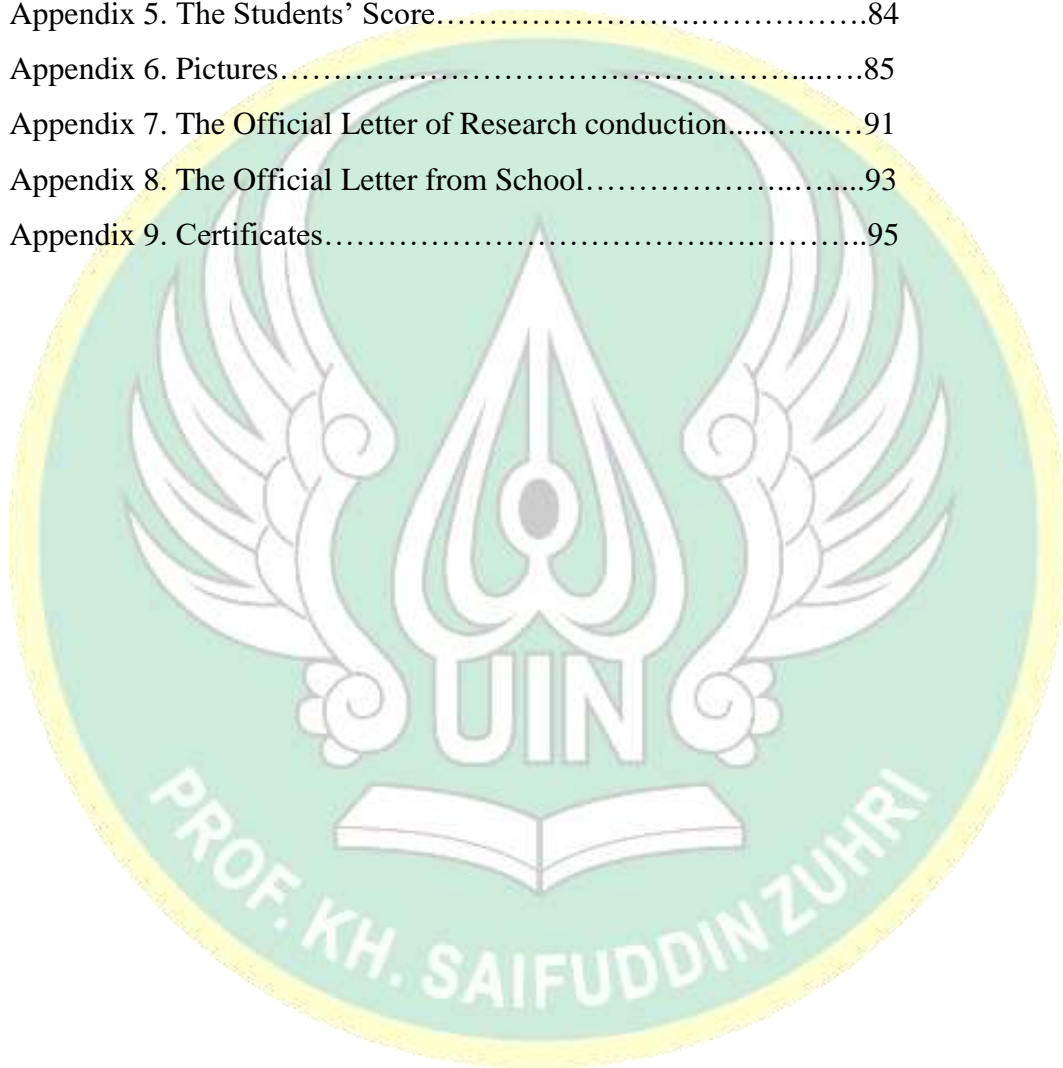 Appendix 5. The Students’ Score…………………….…………….84
Appendix 6. Pictures…………………………………………....….85
Appendix 7. The Official Letter of Research conduction......…...…91
Appendix 8. The Official Letter from School………………..…....93
Appendix 9. Certificates……………………………….…………..95
UIN
PROF. KH. SAIFUDDIN ZUHRI